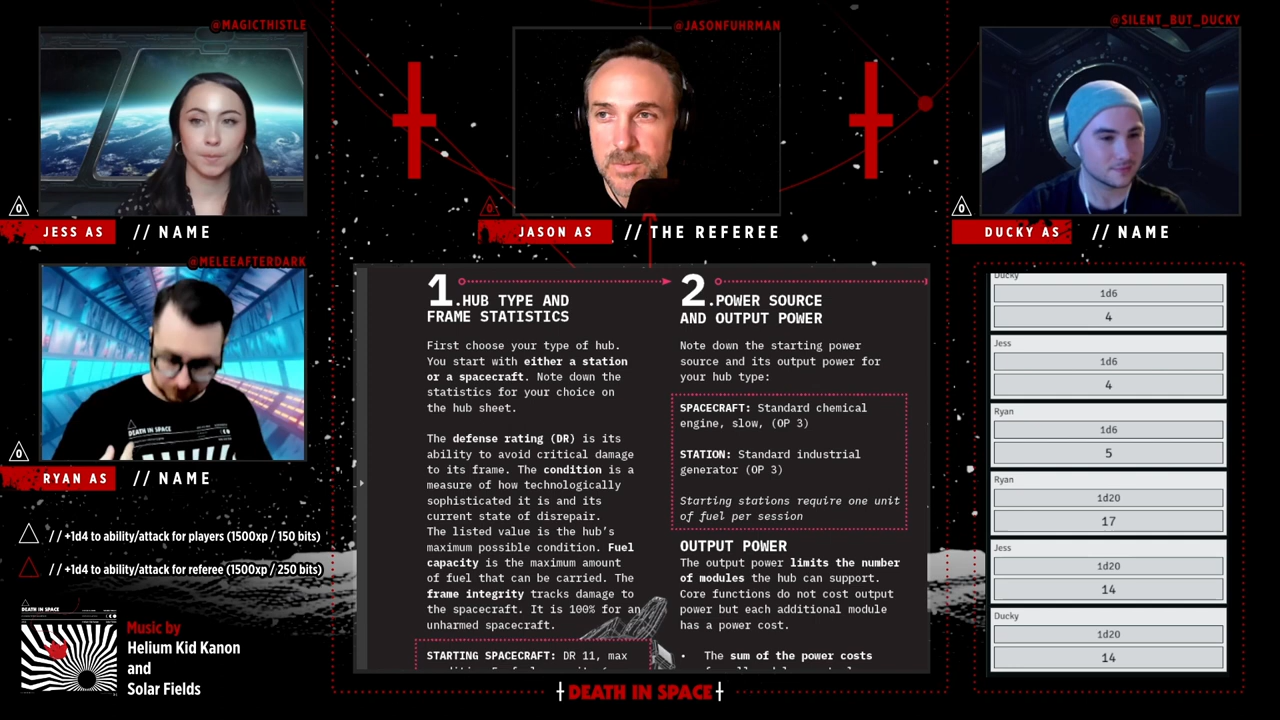 @MAGICTHISTLE
@JASONFUHRMAN
@SILENT_BUT_DUCKY
0
JESS AS // NAME
0
JASON AS // THE REFEREE
0
DUCKY AS // NAME
@MELEEAFTERDARK
DEATH IN SPACE
0
RYAN AS // NAME
// +1d4 to ability/attack for players (1500xp / 150 bits)
// +1d4 to ability/attack for referee (1500xp / 250 bits)
DEATH IN SPACE
Music by
Helium Kid Kanon
and
Solar Fields
1.HUB TYPE AND
FRAME STATISTICS
First choose your type of hub.
You start with either a station
or a spacecraft. Note down the
statistics for your choice on
the hub sheet.
The defense rating (DR) is its
ability to avoid critical damage
to its frame. The condition is a
measure of how technologically
sophisticated it is and its
current state of disrepair.
The listed value is the hub's
maximum possible condition. Fuel
capacity is the maximum amount
of fuel that can be carried. The
frame integrity tracks damage to
the spacecraft. It is 100% for an
unharmed spacecraft.
STARTING SPACECRAFT: DR 11, max
2.POWER SOURCE
AND OUTPUT POWER
Note down the starting power
source and its output power for
your hub type:
SPACECRAFT: Standard chemical
engine, slow, (OP 3)
STATION: Standard industrial
generator (OP 3)
Starting stations require one unit
of fuel per session
OUTPUT POWER
The output power limits the number
of modules the hub can support.
Core functions do not cost output
power but each additional module
has a power cost.
• The sum of the power costs
Ducky
1d6
4
Jess
1d6
4
Ryan
1d6
5
Ryan
1d20
17
Jess
1d20
14
Ducky
1d20
14
DEATH IN SPACE